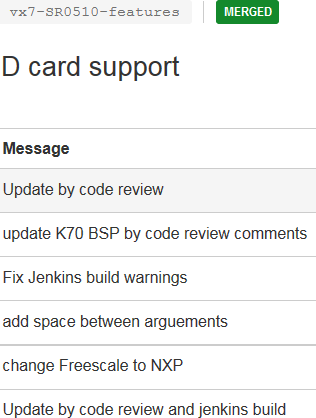 vx7-SR0510-features
MERGED
D card support
Message
Update by code review
update K70 BSP by code review comments
Fix Jenkins build warnings
add space between arguements
change Freescale to NXP
Update by code review and jenkins build